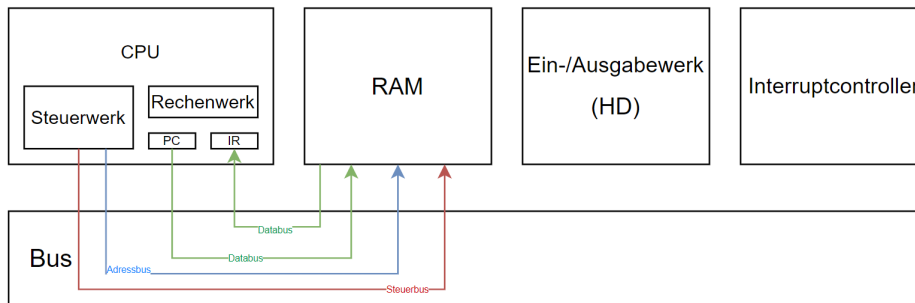 CPU
Steuerwerk
Rechenwerk
PC
IR
RAM
Ein-/Ausgabewerk
(HD)
Interruptcontroller
Databus
Databus
Bus
Adressbus
Steuerbus